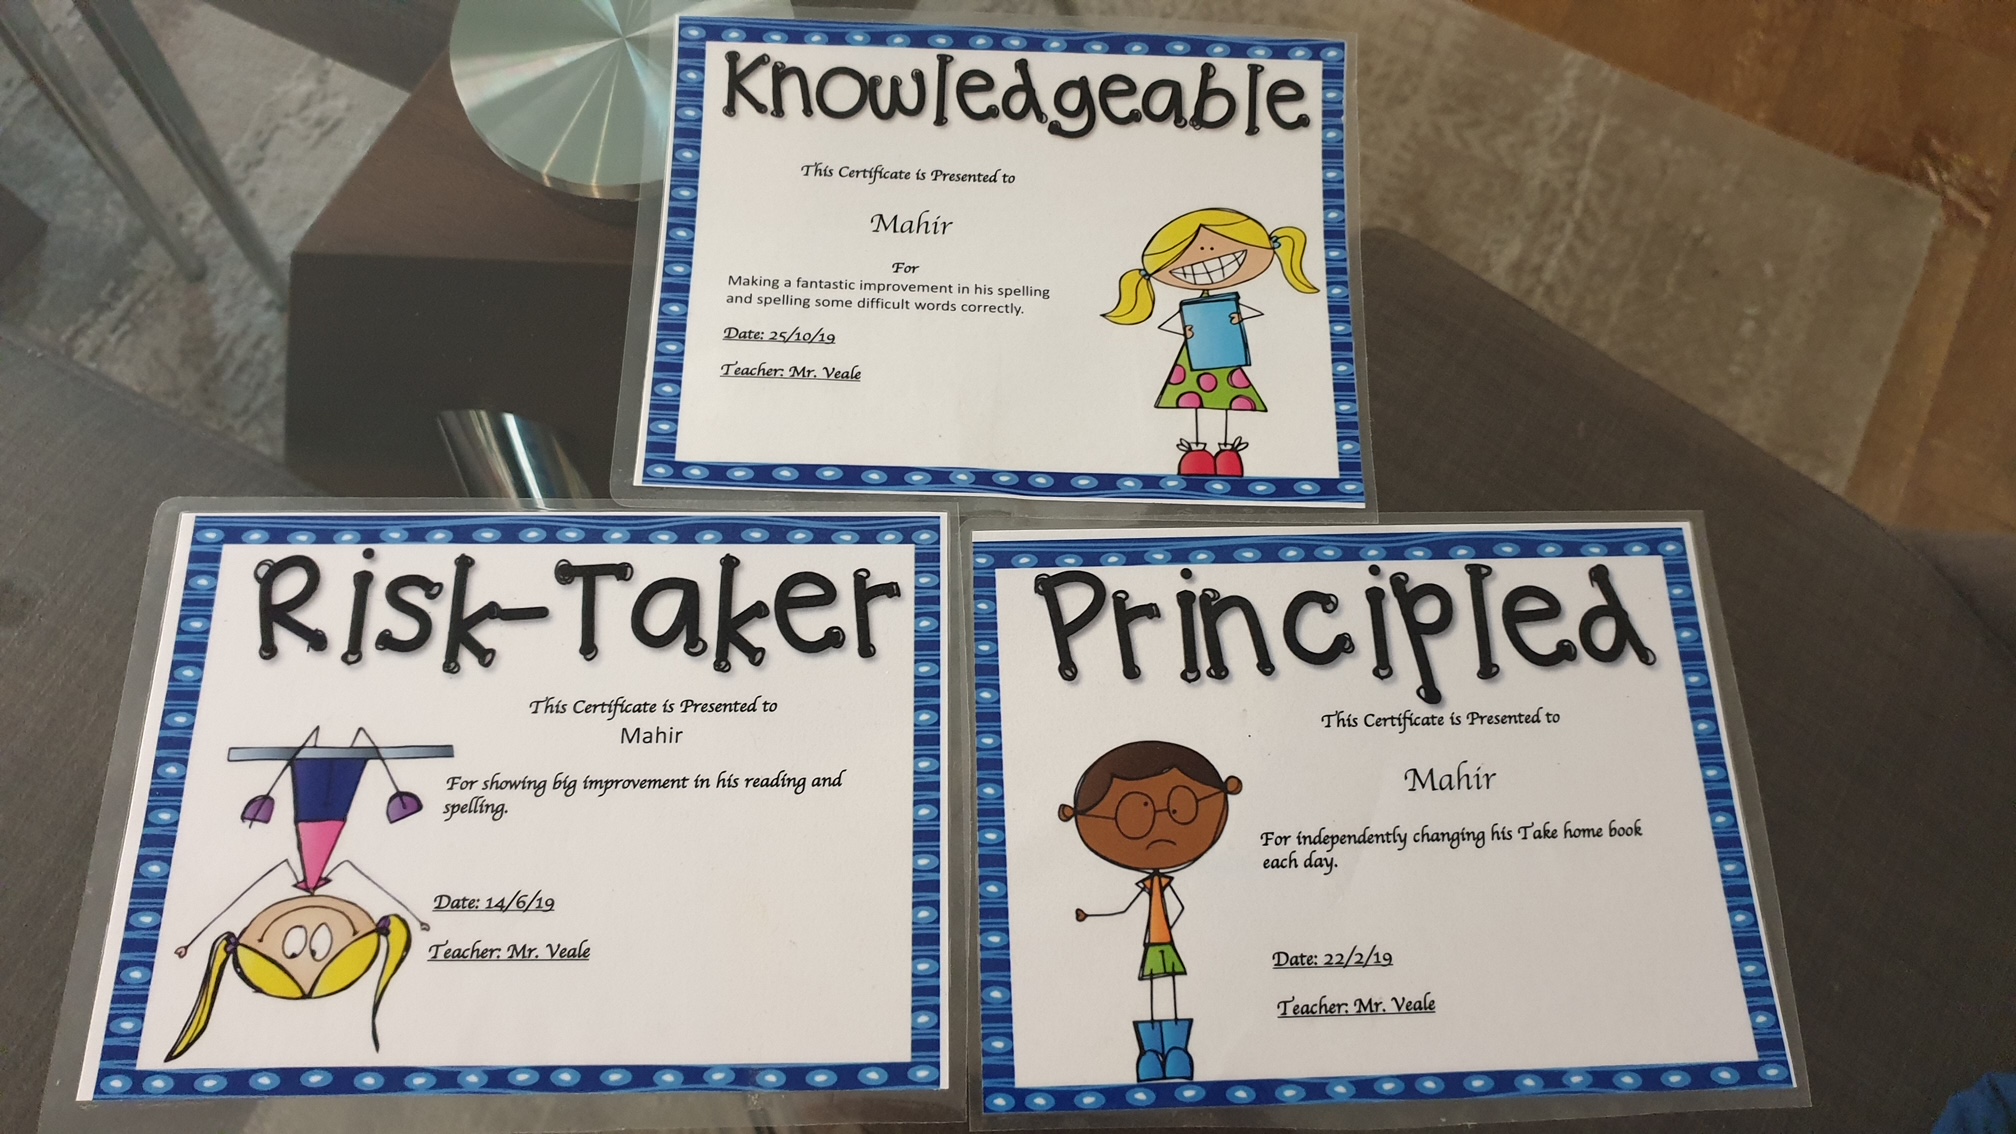 Knowledgeable
This Certificate is Presented to
Mahir
For
Making a fantastic improvement in his spelling
and spelling some difficult words correctly.
Date: 25/10/19
Teacher: Mr. Veale
Risk-Taker
This Certificate is Presented to
Mahir
For showing big improvement in his reading and
spelling.
Date: 14/6/19
Teacher: Mr. Veale
Principled
This Certificate is Presented to
Mahir
For independently changing his Take home book
each day.
Date: 22/2/19
Teacher: Mr. Veale